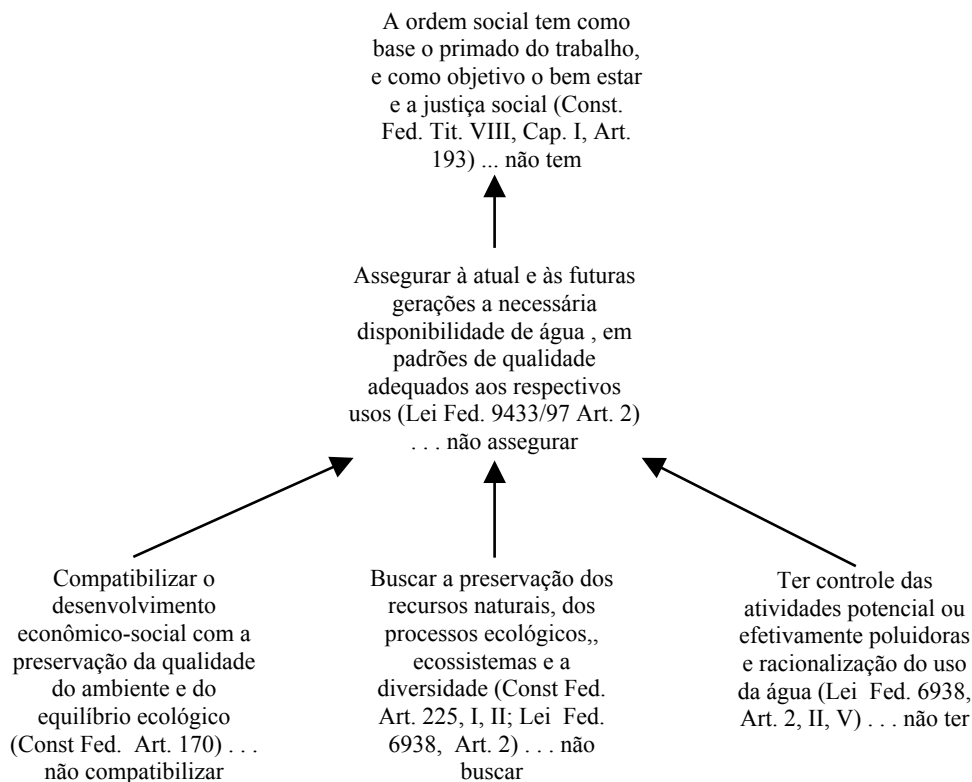 A ordem social tem como
base o primado do trabalho,
e como objetivo o bem estar
e a justiça social (Const.
Fed. Tit. VIII, Cap. I, Art.
193) ... não tem
Assegurar à atual e às futuras
gerações a necessária
disponibilidade de água , em
padrões de qualidade
adequados aos respectivos
usos (Lei Fed. 9433/97 Art. 2)
. . . não assegurar
Compatibilizar o
desenvolvimento
econômico-social com a
preservação da qualidade
do ambiente e do
equilíbrio ecológico
(Const Fed. Art. 170) . . .
não compatibilizar
Buscar a preservação dos
recursos naturais, dos
processos ecológicos,,
ecossistemas e a
diversidade (Const Fed.
Art. 225, I, II; Lei Fed.
6938, Art. 2) . . . não
buscar
Ter controle das
atividades potencial ou
efetivamente poluidoras
e racionalização do uso
da água (Lei Fed. 6938,
Art. 2, II, V) . . . não ter